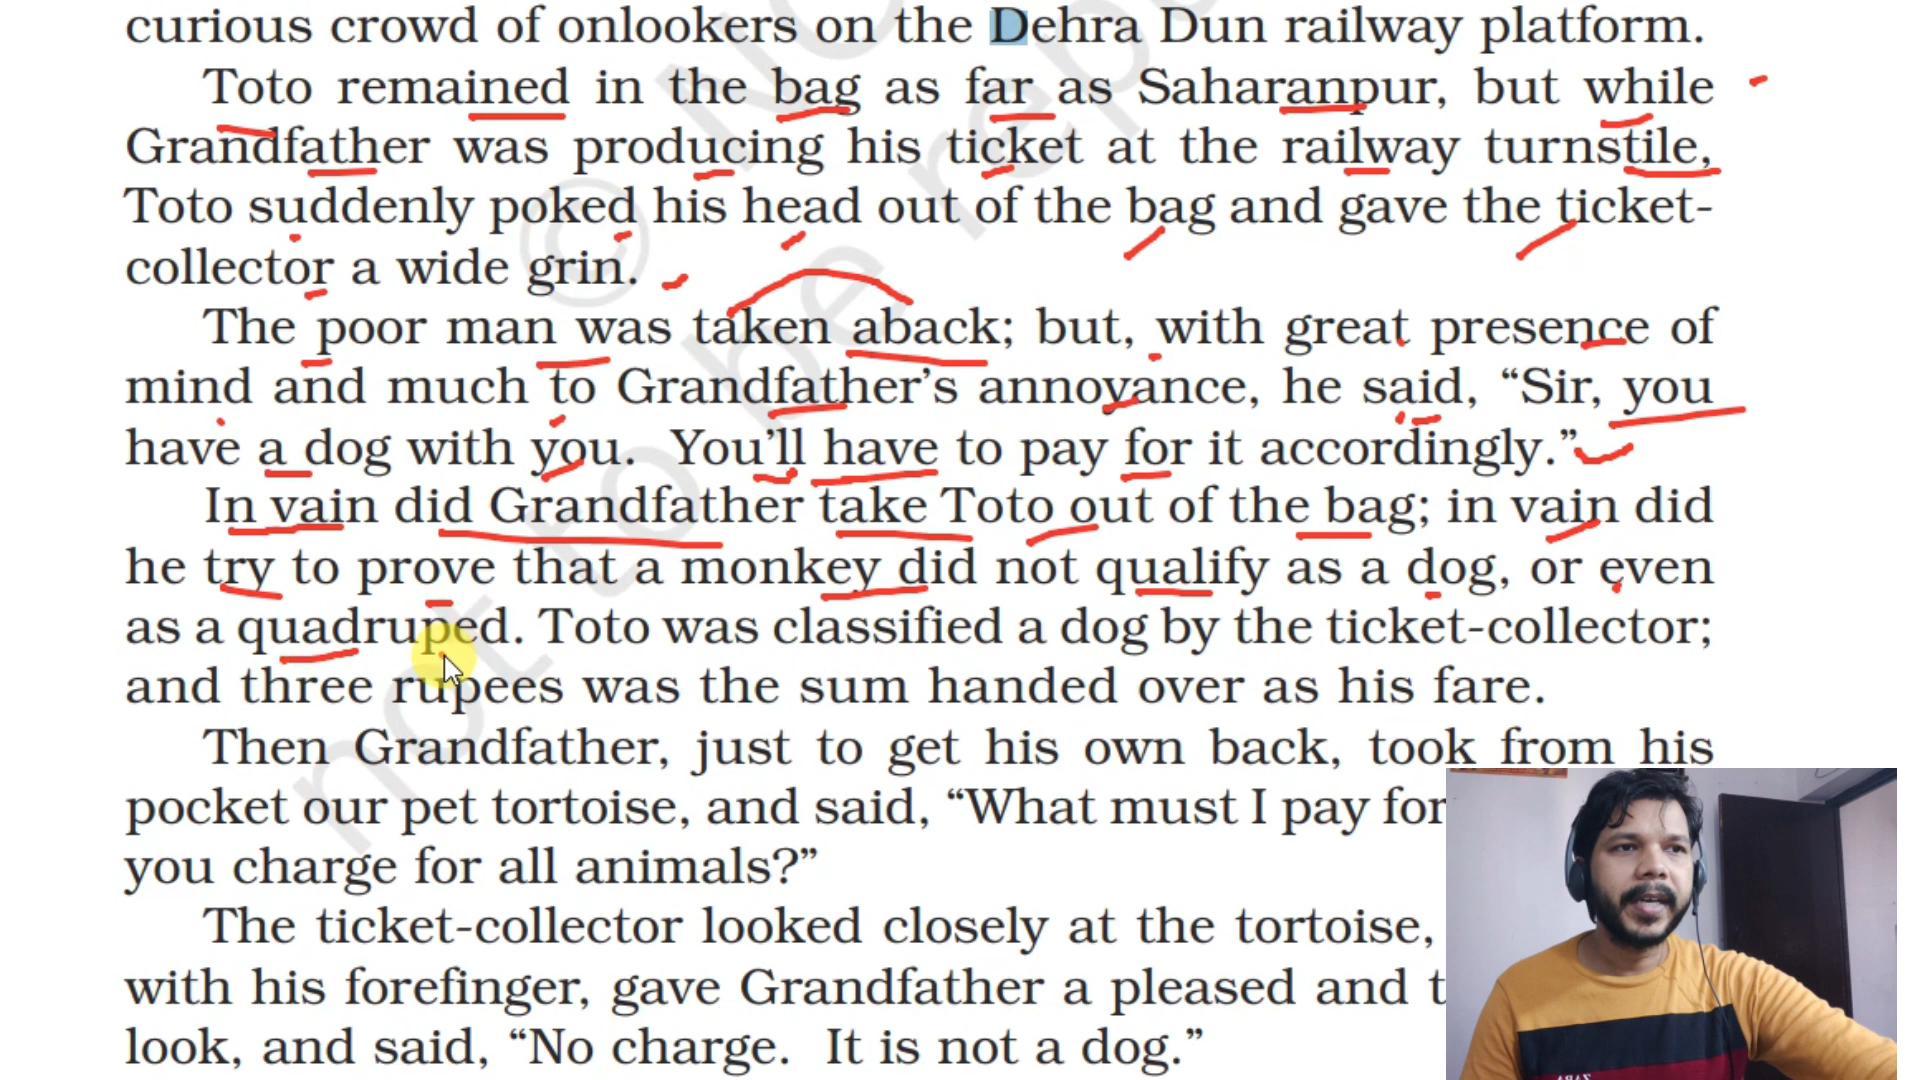 curious crowd of onlookers on the Dehra Dun railway platform.
Toto remained in the bag as far as Saharanpur, but while
Grandfather was producing his ticket at the railway turnstile,
Toto suddenly poked his head out of the bag and gave the ticket-
collector a wide grin.
The poor man was taken aback; but, with great presence of
mind and much to Grandfather’s annoyance, he said, “Sir, you
have a dog with you. You’ll have to pay for it accordingly.”
In vain did Grandfather take Toto out of the bag; in vain did
he try to prove that a monkey did not qualify as a dog, or even
as a quadruped. Toto was classified a dog by the ticket-collector;
and three rupees was the sum handed over as his fare.
Then Grandfather, just to get his own back, took from his
pocket our pet tortoise, and said, “What must I pay for
you charge for all animals?”
The ticket-collector looked closely at the tortoise,
with his forefinger, gave Grandfather a pleased and t
look, and said, “No charge. It is not a dog.”
not to be rep
© NC